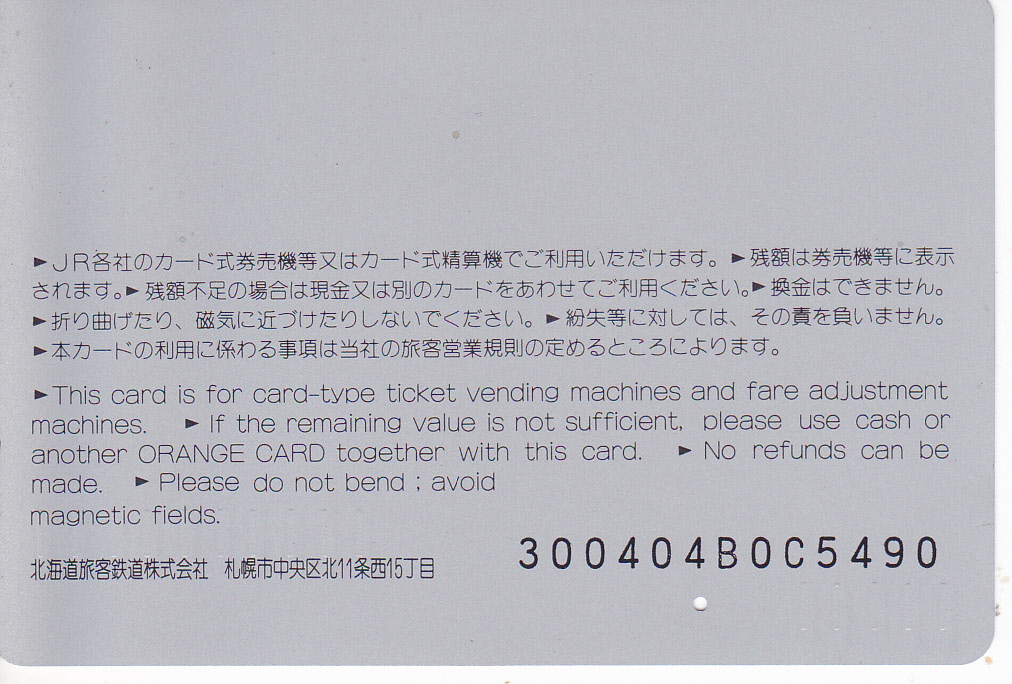 ►JR各社のカード式券売機等又はカード式精算機でご利用いただけます。►残額は券売機等に表示
されます。►残額不足の場合は現金又は別のカードをあわせてご利用ください。►換金はできません。
►折り曲げたり、磁気に近づけたりしないでください。►紛失等に対しては、その責を負いません。
►本カードの利用に係わる事項は当社の旅客営業規則の定めるところによります。
►This card is for card-type ticket vending machines and fare adjustment
machines. ►If the remaining value is not sufficient, please use cash or
another ORANGE CARD together with this card. ►No refunds can be
made. ►Please do not bend ; avoid
magnetic fields.
北海道旅客鉄道株式会社 札幌市中央区北11条西15丁目
300404B0C5490